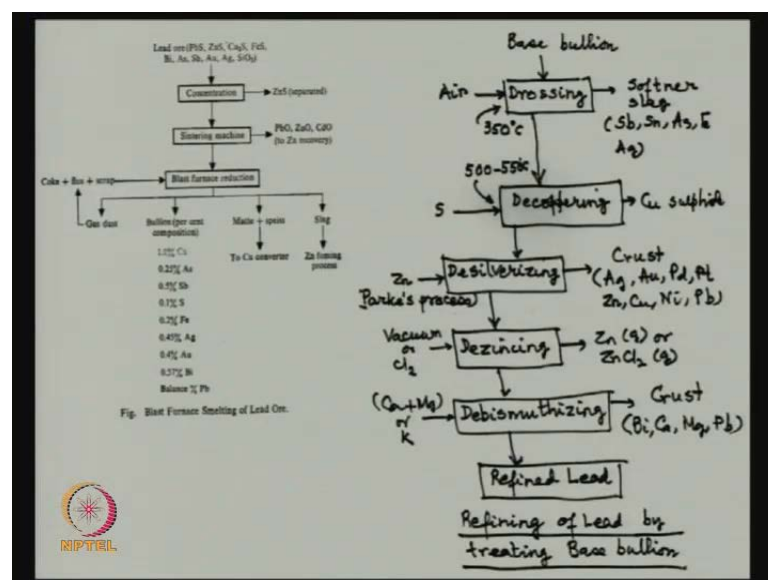 Lead ore (PbS, ZnS, Cu₂S, FeS,
Bi, As, Sb, Au, Ag, SiO₂)
Concentration
ZnS (separated)
Sintering machine
PbO, ZnO, CdO
(to Zn recovery)
Coke + flux + scrap
Blast furnace reduction
Gas dust
Bullion (per cent
composition)
Matte + speiss
Slag
To Cu converter
Zn fuming
process
Cu
0.25% As
0.5% Sb
0.1% S
0.2% Fe
0.45% Ag
0.4% Au
0.37% Bi
Balance % Pb
Fig. Blast Furnace Smelting of Lead Ore.
Base bullion
Air
Drossing
350°C
Softner
slag
(Sb, Sn, As,
Ag)
500-55
S
Decoppering
Cu sulphide
Zn
Parke's process)
Desilverizing
Crust
(Ag, Au, Pd, Pt
Zn, Cu, Ni, Pb)
Vacuum
or
Cl₂
Dezincing
Zn (g) or
ZnCl₂ (g)
(Ca+Mg)
or
K
Debismuthizing
Crust
(Bi, Ca, Mg, Pb)
Refined Lead
Refining of Lead by
treating Base bullion
NPTEL